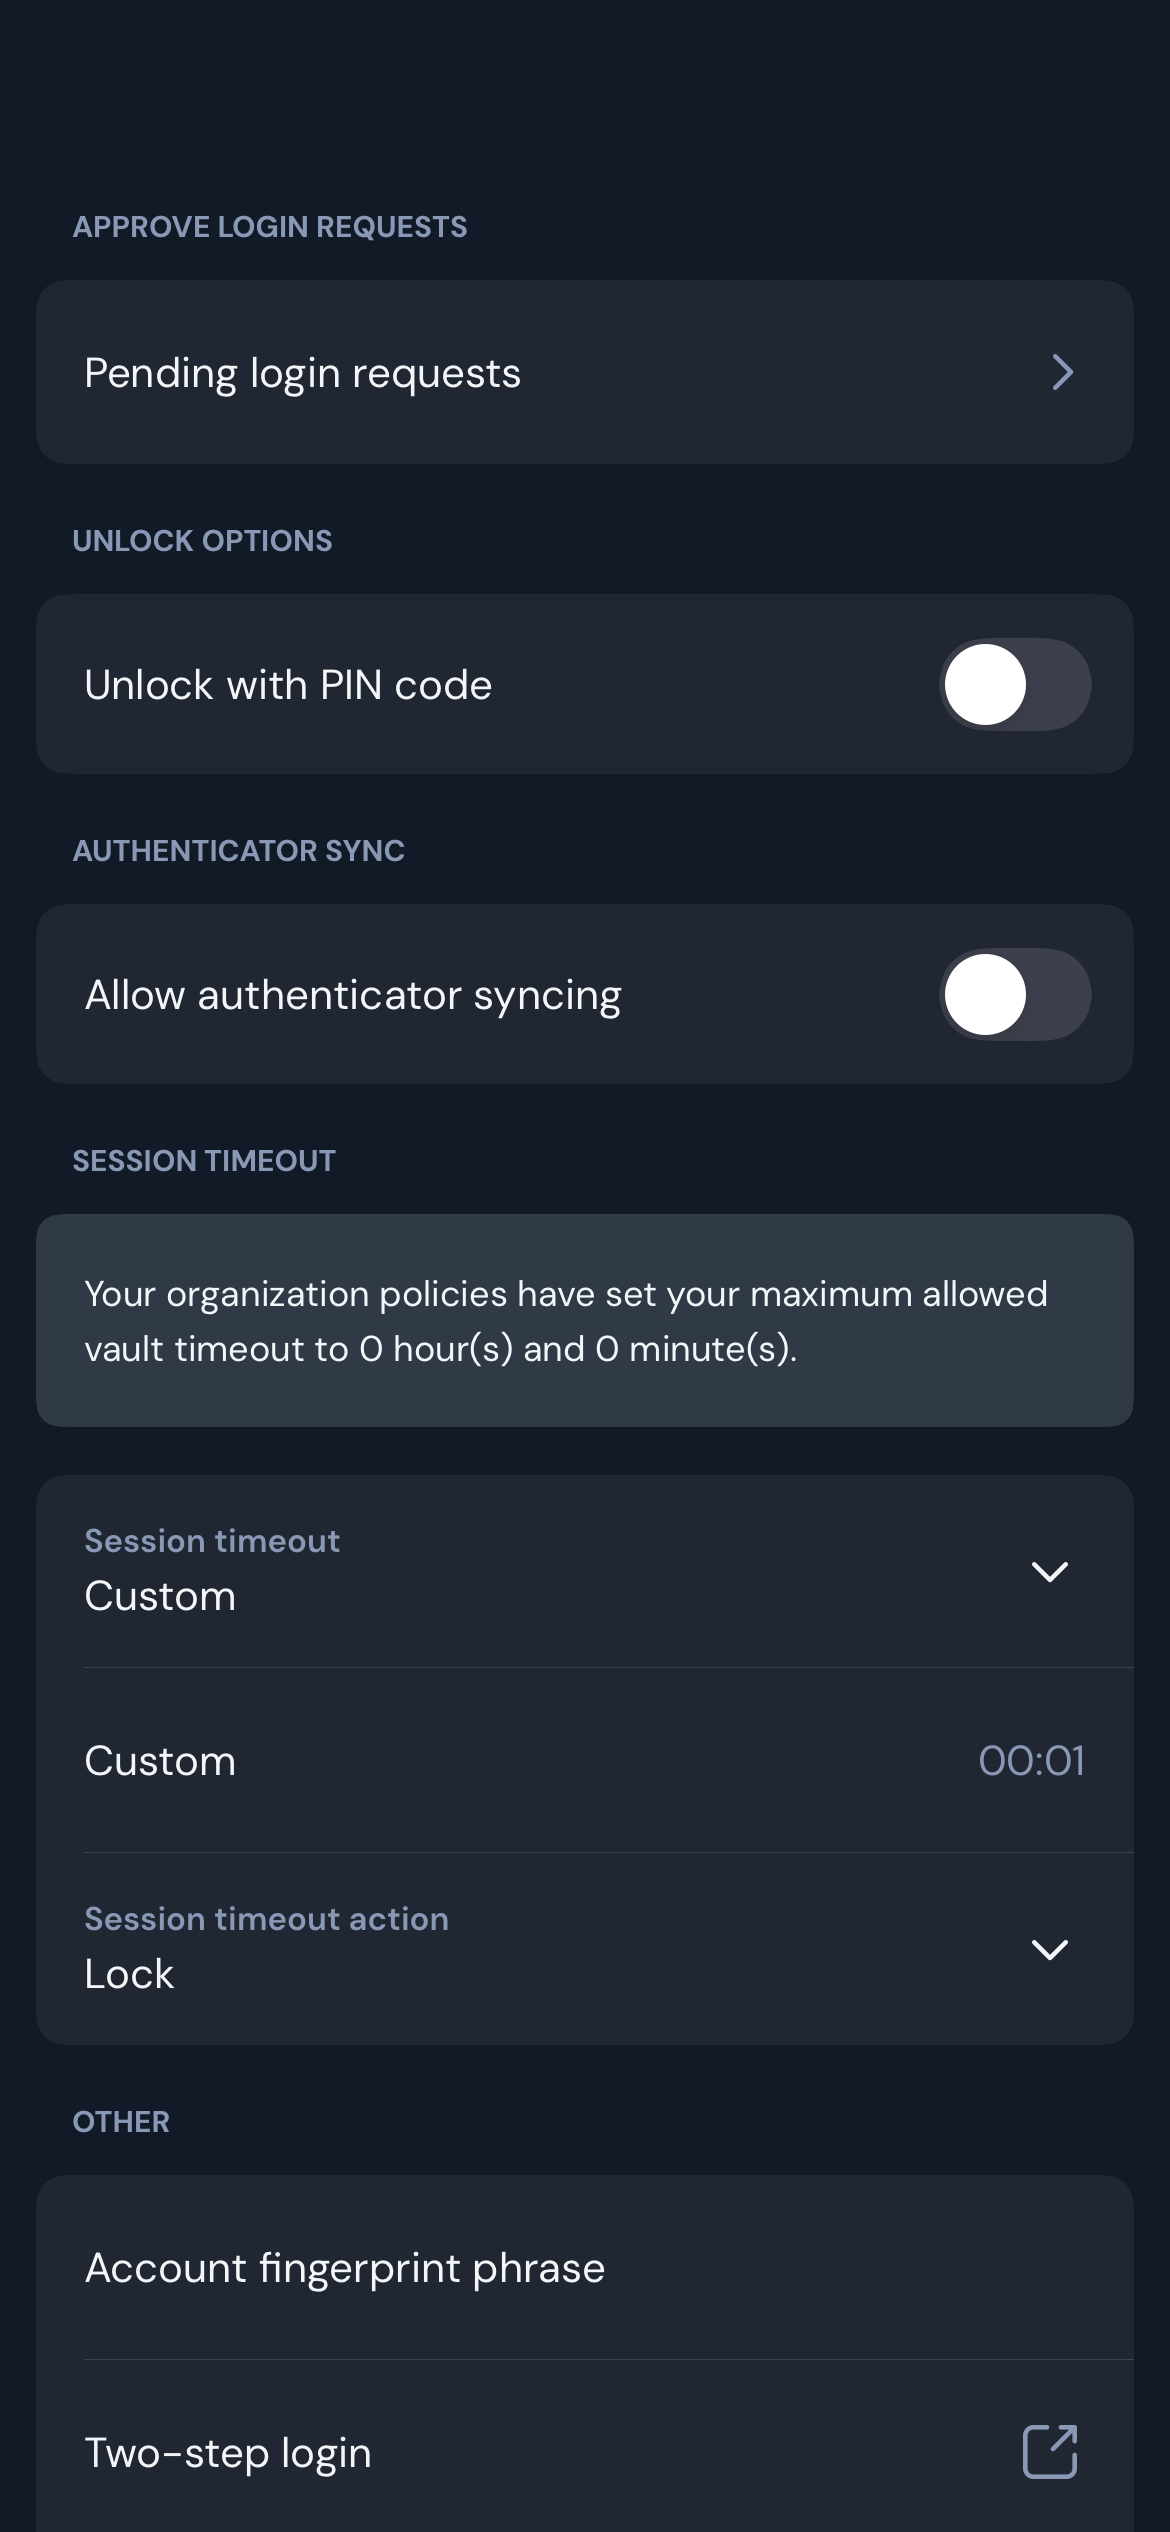 APPROVE LOGIN REQUESTS
Pending login requests
UNLOCK OPTIONS
Unlock with PIN code
AUTHENTICATOR SYNC
Allow authenticator syncing
SESSION TIMEOUT
Your organization policies have set your maximum allowed
vault timeout to 0 hour(s) and 0 minute(s).
Session timeout
Custom
Custom 00:01
Session timeout action
Lock
OTHER
Account fingerprint phrase
Two-step login